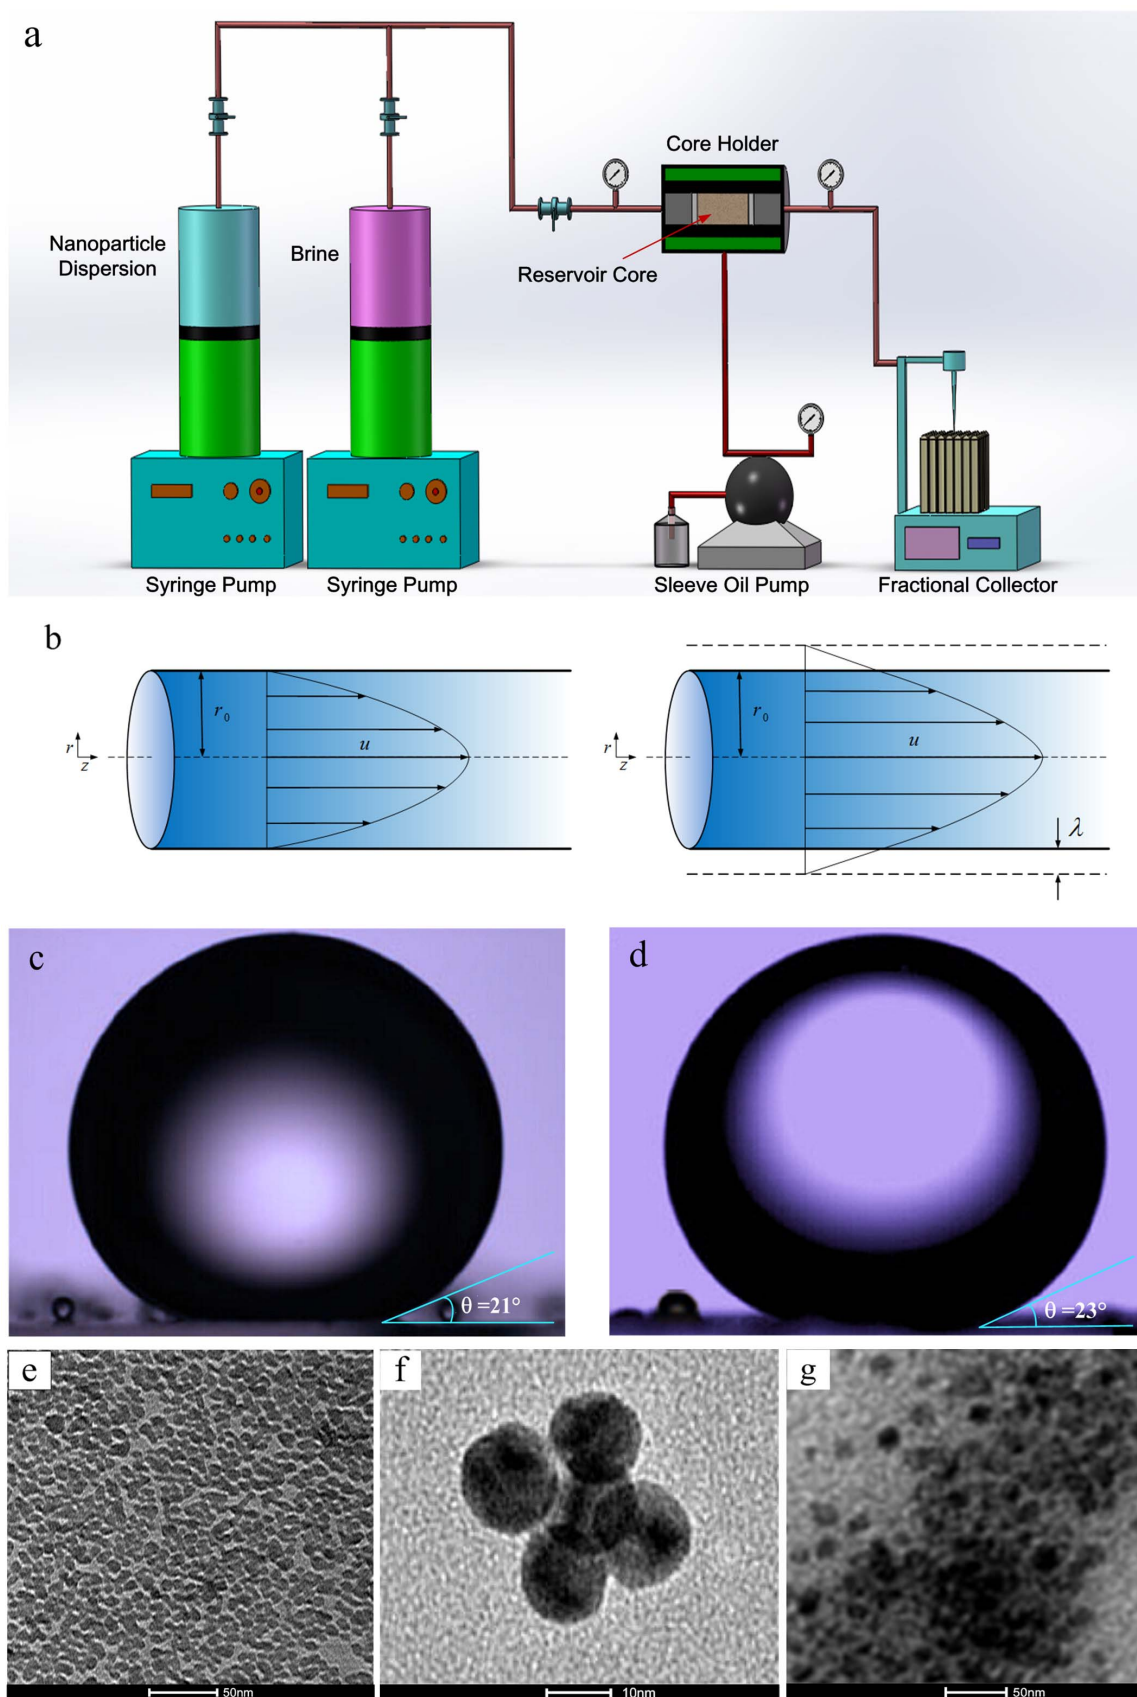 a
Nanoparticle
Dispersion
Brine
Core Holder
Reservoir Core
Syringe Pump
Syringe Pump
Sleeve Oil Pump
Fractional Collector
b
r
z
r₀
u
r
z
r₀
u
λ
c
θ =21°
d
θ =23°
e
50nm
f
10nm
g
50nm